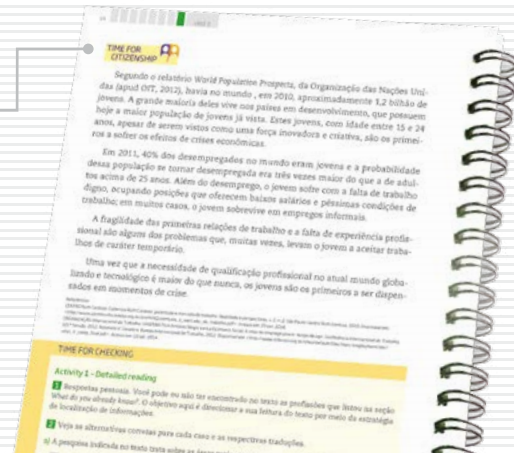 TIME FOR
CITIZENSHIP
Segundo o relatório World Population Prospects, da Organização das Nações Uni-
das (apud OIT, 2012), havia no mundo , em 2010, aproximadamente 1,2 bilhão de
jovens. A grande maioria deles vive nos países em desenvolvimento, que possuem
hoje a maior população de jovens já vista. Estes jovens, com idade entre 15 e 24
anos, apesar de serem vistos como uma força inovadora e criativa, são os primei-
ros a sofrer os efeitos de crises econômicas.
Em 2011, 40% dos desempregados no mundo eram jovens e a probabilidade
dessa população se tornar desempregada era três vezes maior do que a de adul-
tos acima de 25 anos. Além do desemprego, o jovem sofre com a falta de trabalho
digno, ocupando posições que oferecem baixos salários e péssimas condições de
trabalho; em muitos casos, o jovem sobrevive em empregos informais.
A fragilidade das primeiras relações de trabalho e a falta de experiência profis-
sional são alguns dos problemas que, muitas vezes, levam o jovem a aceitar traba-
lhos de caráter temporário.
Uma vez que a necessidade de qualificação profissional no atual mundo globa-
lizado e tecnológico é maior do que nunca, os jovens são os primeiros a ser dispen-
sados em momentos de crise.
TIME FOR CHECKING
Activity 1 - Detailed reading
1 Respostas pessoais. Você pode ou não ter encontrado no texto as profissões que listou na seção
What do you already know?. O objetivo aqui é direcionar a sua leitura do texto por meio da estratégia
de localização de informações.
2 Veja as alternativas corretas para cada caso e as respectivas traduções.
a) A pesquisa indicada no texto trata sobre as